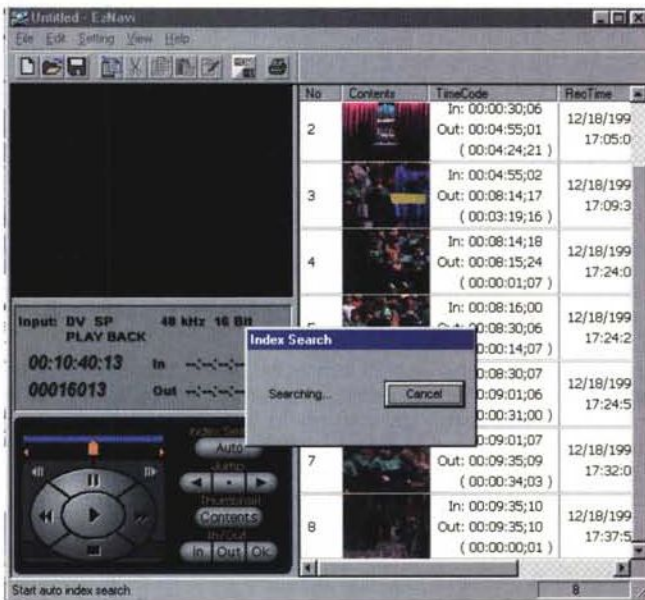 Untitled - EzNavi
File Edit Setting View Help
No Contents TimeCode RecTime
2 In: 00:00:30;06 12/18/199
Out: 00:04:55;01 17:05:0
( 00:04:24;21 )
3 In: 00:04:55;02 12/18/199
Out: 00:08:14;17 17:09:3
( 00:03:19;16 )
4 In: 00:08:14;18 12/18/199
Out: 00:08:15;24 17:24:0
( 00:00:01;07 )
In: 00:08:16;00 12/18/199
00:08:30;06 17:24:2
0:00:14;07 )
0:08:30;07 12/18/199
0:09:01;06 17:24:5
0:00:31;00 )
7 0:09:01;07 12/18/199
Out: 00:09:35;09 17:32:0
( 00:00:34;03 )
8 In: 00:09:35;10 12/18/199
Out: 00:09:35;10 17:37:5
( 00:00:00;01 )
Input: DV SP 48 kHz 16 Bit
PLAY BACK
00:10:40:13 In --:--:--
00016013 Out --:--:--
Index Search
Searching... Cancel
Auto
Jump
Thumbnail
Contents
In/Out
In Out Ok
Start auto index search 8